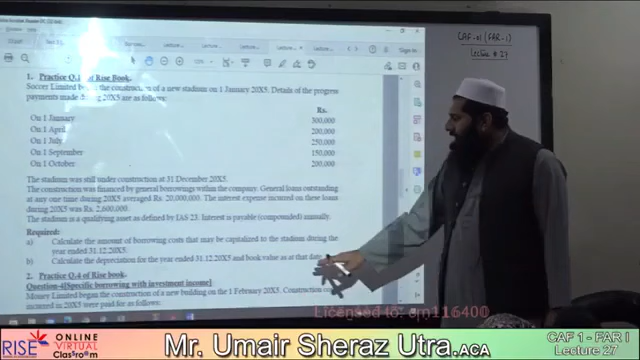 Sign In
CAF-01 (FAR-1)
Lecture # 27
1. Practice Q.1 of Rise Book.
Soccer Limited began the construction of a new stadium on 1 January 20X5. Details of the progress
payments made during 20X5 are as follows:
Rs.
On 1 January 300,000
On 1 April 200,000
On 1 July 250,000
On 1 September 150,000
On 1 October 200,000
The stadium was still under construction at 31 December 20X5.
The construction was financed by general borrowings within the company. General loans outstanding
at any one time during 20X5 averaged Rs. 20,000,000. The interest expense incurred on these loans
during 20X5 was Rs. 2,600,000.
The stadium is a qualifying asset as defined by IAS 23. Interest is payable (compounded) annually.
Required:
a) Calculate the amount of borrowing costs that may be capitalized to the stadium during the
year ended 31.12.20X5.
b) Calculate the depreciation for the year ended 31.12.20X5 and book value as at that date.
2. Practice Q.4 of Rise book.
Question-4[Specific borrowing with investment income]
Money Limited began the construction of a new building on the 1 February 20X5. Construction
incurred in 20X5 were paid for as follows:
Licensed to: crn116400
RISE
ONLINE
VIRTUAL
Classroom
Mr. Umair Sheraz Utra.ACA
CAF 1 - FAR I
Lecture 27